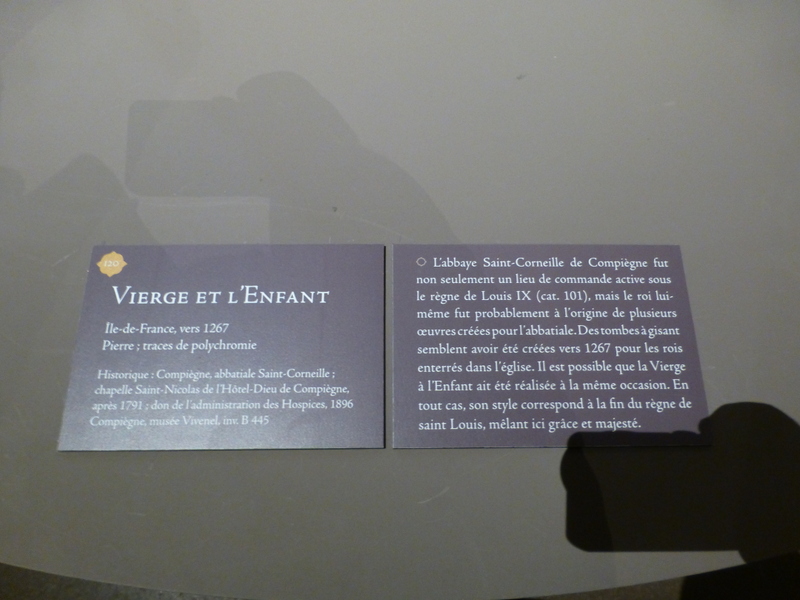 120
VIERGE ET L'ENFANT
Île-de-France, vers 1267
Pierre ; traces de polychromie
Historique : Compiègne, abbatiale Saint-Corneille ;
chapelle Saint-Nicolas de l'Hôtel-Dieu de Compiègne,
après 1791 ; don de l'administration des Hospices, 1896
Compiègne, musée Vivenel, inv. B 445
L'abbaye Saint-Corneille de Compiègne fut
non seulement un lieu de commande active sous
le règne de Louis IX (cat. 101), mais le roi lui-
même fut probablement à l'origine de plusieurs
œuvres créées pour l'abbatiale. Des tombes à gisant
semblent avoir été créées vers 1267 pour les rois
enterrés dans l'église. Il est possible que la Vierge
à l'Enfant ait été réalisée à la même occasion. En
tout cas, son style correspond à la fin du règne de
saint Louis, mêlant ici grâce et majesté.